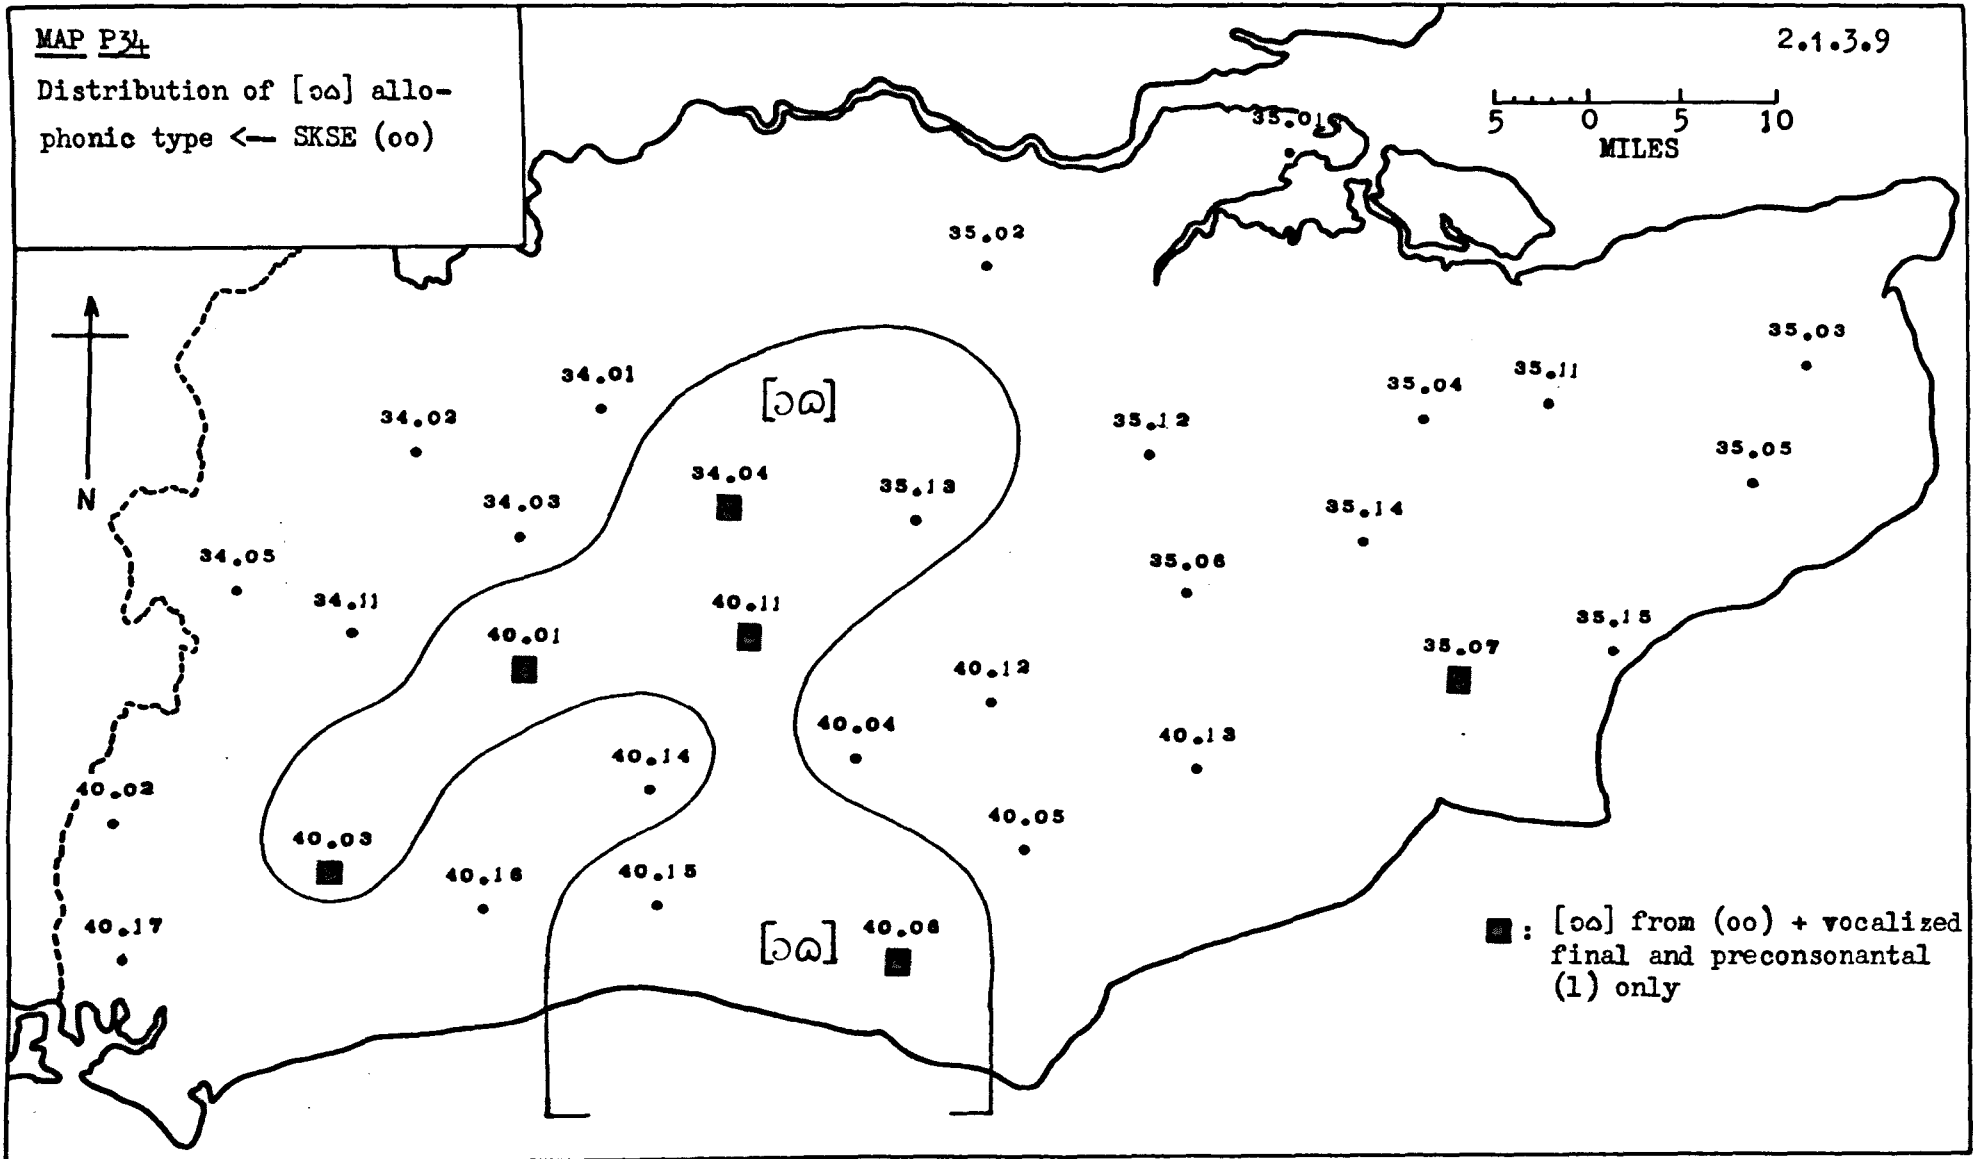 MAP P34
Distribution of [ɔɷ] allo-
phonic type <— SKSE (oo)
2.1.3.9
5 0 5 10
MILES
35.01
35.02
35.03
34.01
35.11
35.04
[ɔɷ]
34.02
35.12
35.05
34.04
35.13
34.03
35.14
N
34.05
35.06
34.11
40.11
35.15
40.01
35.07
40.12
40.04
40.13
40.14
40.02
40.05
40.03
40.16
40.15
40.17
[ɔɷ]
40.06
■ : [ɔɷ] from (oo) + vocalized
final and preconsonantal
(l) only